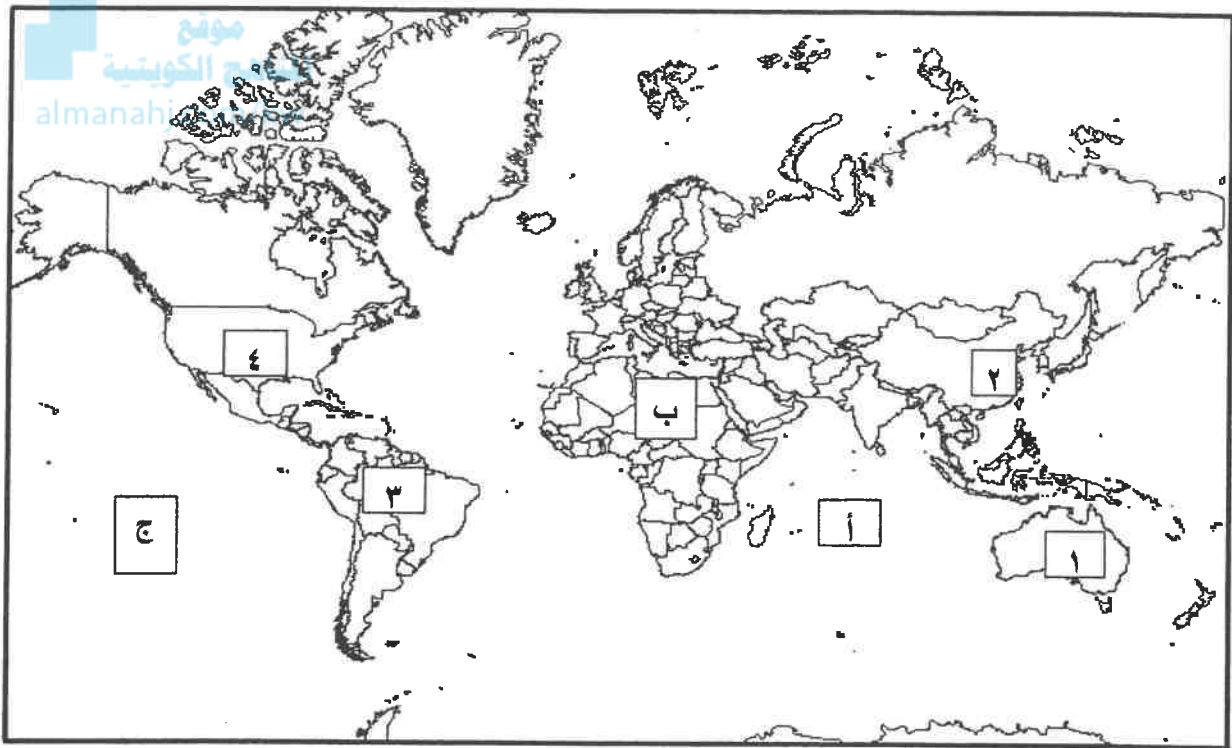 موقع
المناهج الكويتية
almanahj
٤
٢
ب
٣
ج
أ
١